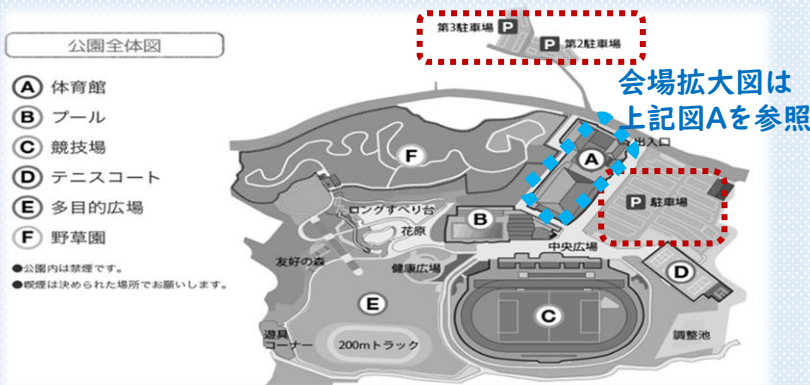 公園全体図
A 体育館
B プール
C 競技場
D テニスコート
E 多目的広場
F 野草園
●公園内は禁煙です。
●喫煙は決められた場所でお願いします。
第3駐車場 P
P 第2駐車場
会場拡大図は
上記図Aを参照
出入口
A
F
P 駐車場
ロングすべり台
B
花原
中央広場
友好の森
健康広場
D
E
C
遊具
コーナー
200mトラック
調整池